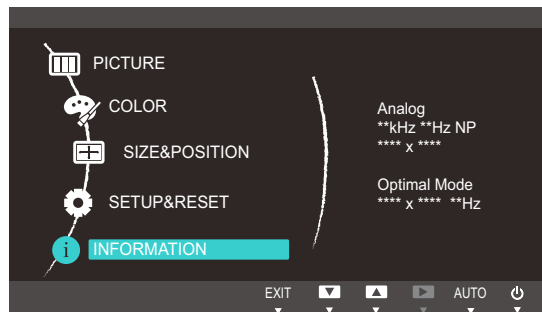 PICTURE
COLOR
SIZE&POSITION
SETUP&RESET
i INFORMATION
Analog
**kHz **Hz NP
**** x ****
Optimal Mode
**** x **** **Hz
EXIT AUTO